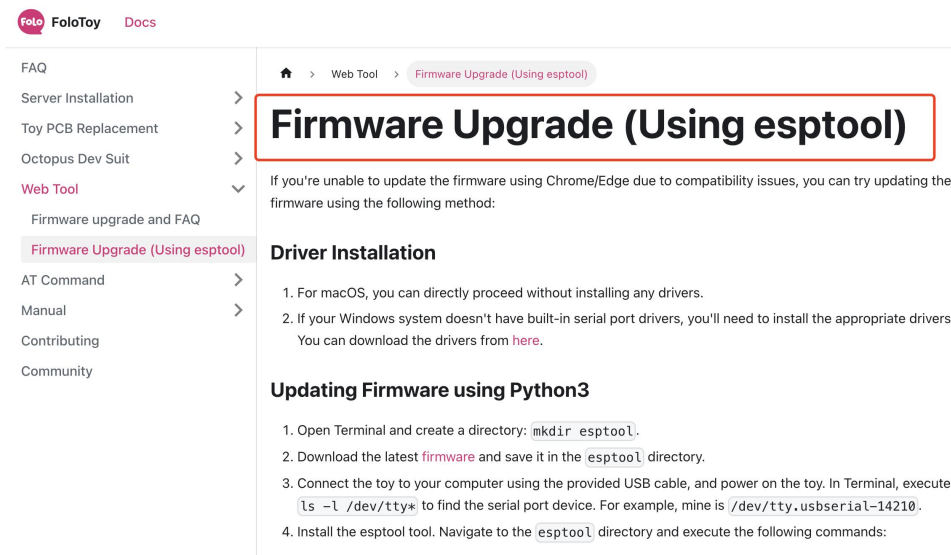 FoLo FoloToy Docs
FAQ
Server Installation
Toy PCB Replacement
Octopus Dev Suit
Web Tool
Firmware upgrade and FAQ
Firmware Upgrade (Using esptool)
AT Command
Manual
Contributing
Community
Web Tool > Firmware Upgrade (Using esptool)
Firmware Upgrade (Using esptool)
If you're unable to update the firmware using Chrome/Edge due to compatibility issues, you can try updating the
firmware using the following method:
Driver Installation
1. For macOS, you can directly proceed without installing any drivers.
2. If your Windows system doesn't have built-in serial port drivers, you'll need to install the appropriate drivers
You can download the drivers from here.
Updating Firmware using Python3
1. Open Terminal and create a directory: mkdir esptool.
2. Download the latest firmware and save it in the esptool directory.
3. Connect the toy to your computer using the provided USB cable, and power on the toy. In Terminal, execute
ls -l /dev/tty* to find the serial port device. For example, mine is /dev/tty.usbserial-14210.
4. Install the esptool tool. Navigate to the esptool directory and execute the following commands: